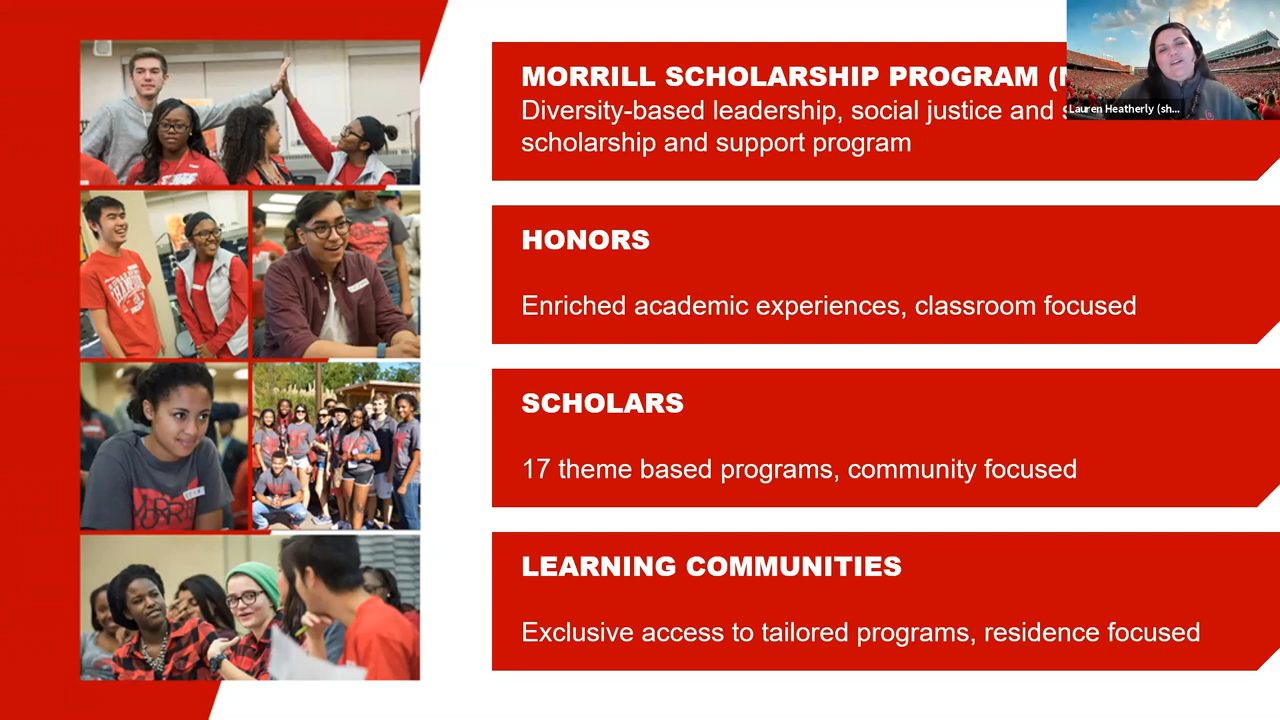 MORRILL SCHOLARSHIP PROGRAM
Diversity-based leadership, social justice and
scholarship and support program
Lauren Heatherly (sh...
HONORS
Enriched academic experiences, classroom focused
SCHOLARS
17 theme based programs, community focused
LEARNING COMMUNITIES
Exclusive access to tailored programs, residence focused